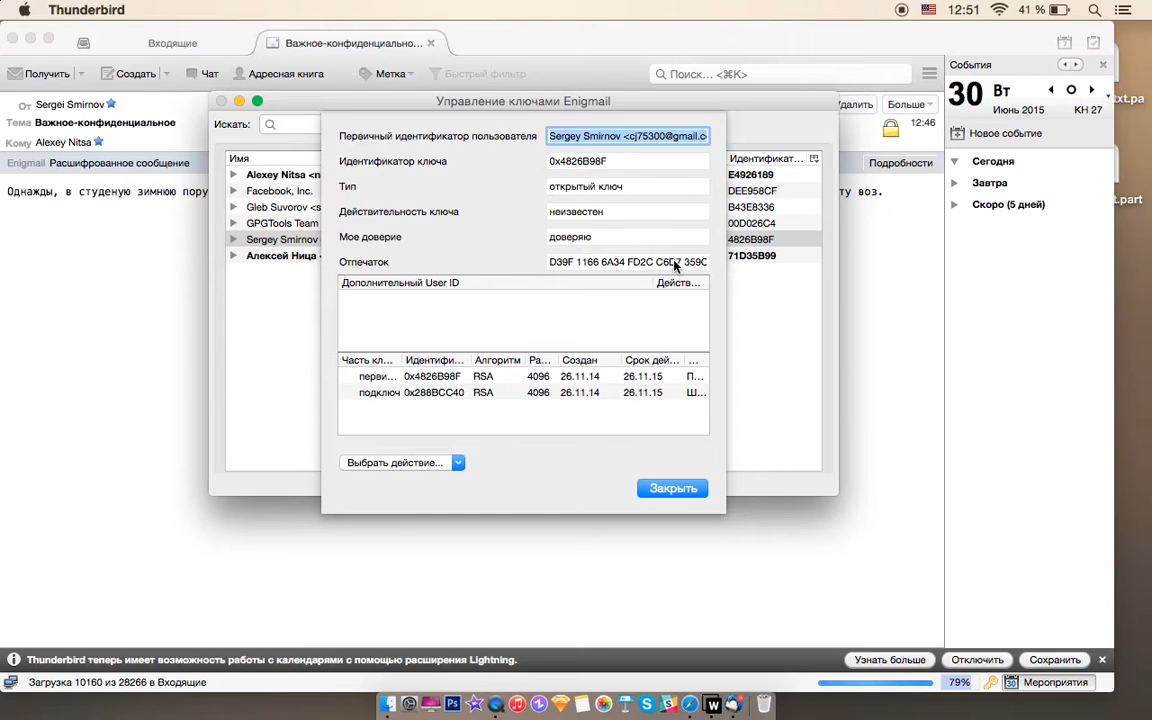 Thunderbird
12:51
41 %
Входящие
Важное-конфиденциально...
Получить
Создать
Чат
Адресная книга
Метка
Быстрый фильтр
Поиск... <⌘K>
События
От Sergei Smirnov
Тема Важное-конфиденциальное
Кому Alexey Nitsa
Enigmail Расшифрованное сообщение
Однажды, в студеную зимнюю пору
Больше
12:46
Подробности
ту воз.
Управление ключами Enigmail
Искать:
Имя
Идентификат...
Alexey Nitsa <n
E4926189
Facebook, Inc.
DEE958CF
Gleb Suvorov <s
B43E8336
GPGTools Team
00D026C4
Sergey Smirnov
4826B98F
Алексей Ница <
71D35B99
Первичный идентификатор пользователя
Sergey Smirnov <cj75300@gmail.c
Идентификатор ключа
0x4826B98F
Тип
открытый ключ
Действительность ключа
неизвестен
Мое доверие
доверяю
Отпечаток
D39F 1166 6A34 FD2C C6D7 359C
Дополнительный User ID
Действ...
Часть кл... Идентифи... Алгоритм Ра... Создан Срок дей... ...
перви... 0x4826B98F RSA 4096 26.11.14 26.11.15 П...
подключ 0x288BCC40 RSA 4096 26.11.14 26.11.15 Ш...
Выбрать действие...
Закрыть
30 Вт
Июнь 2015 КН 27
Новое событие
Сегодня
Завтра
Скоро (5 дней)
txt.pa
t.part
Thunderbird теперь имеет возможность работы с календарями с помощью расширения Lightning.
Узнать больше
Отключить
Сохранить
Загрузка 10160 из 28266 в Входящие
79%
Мероприятия